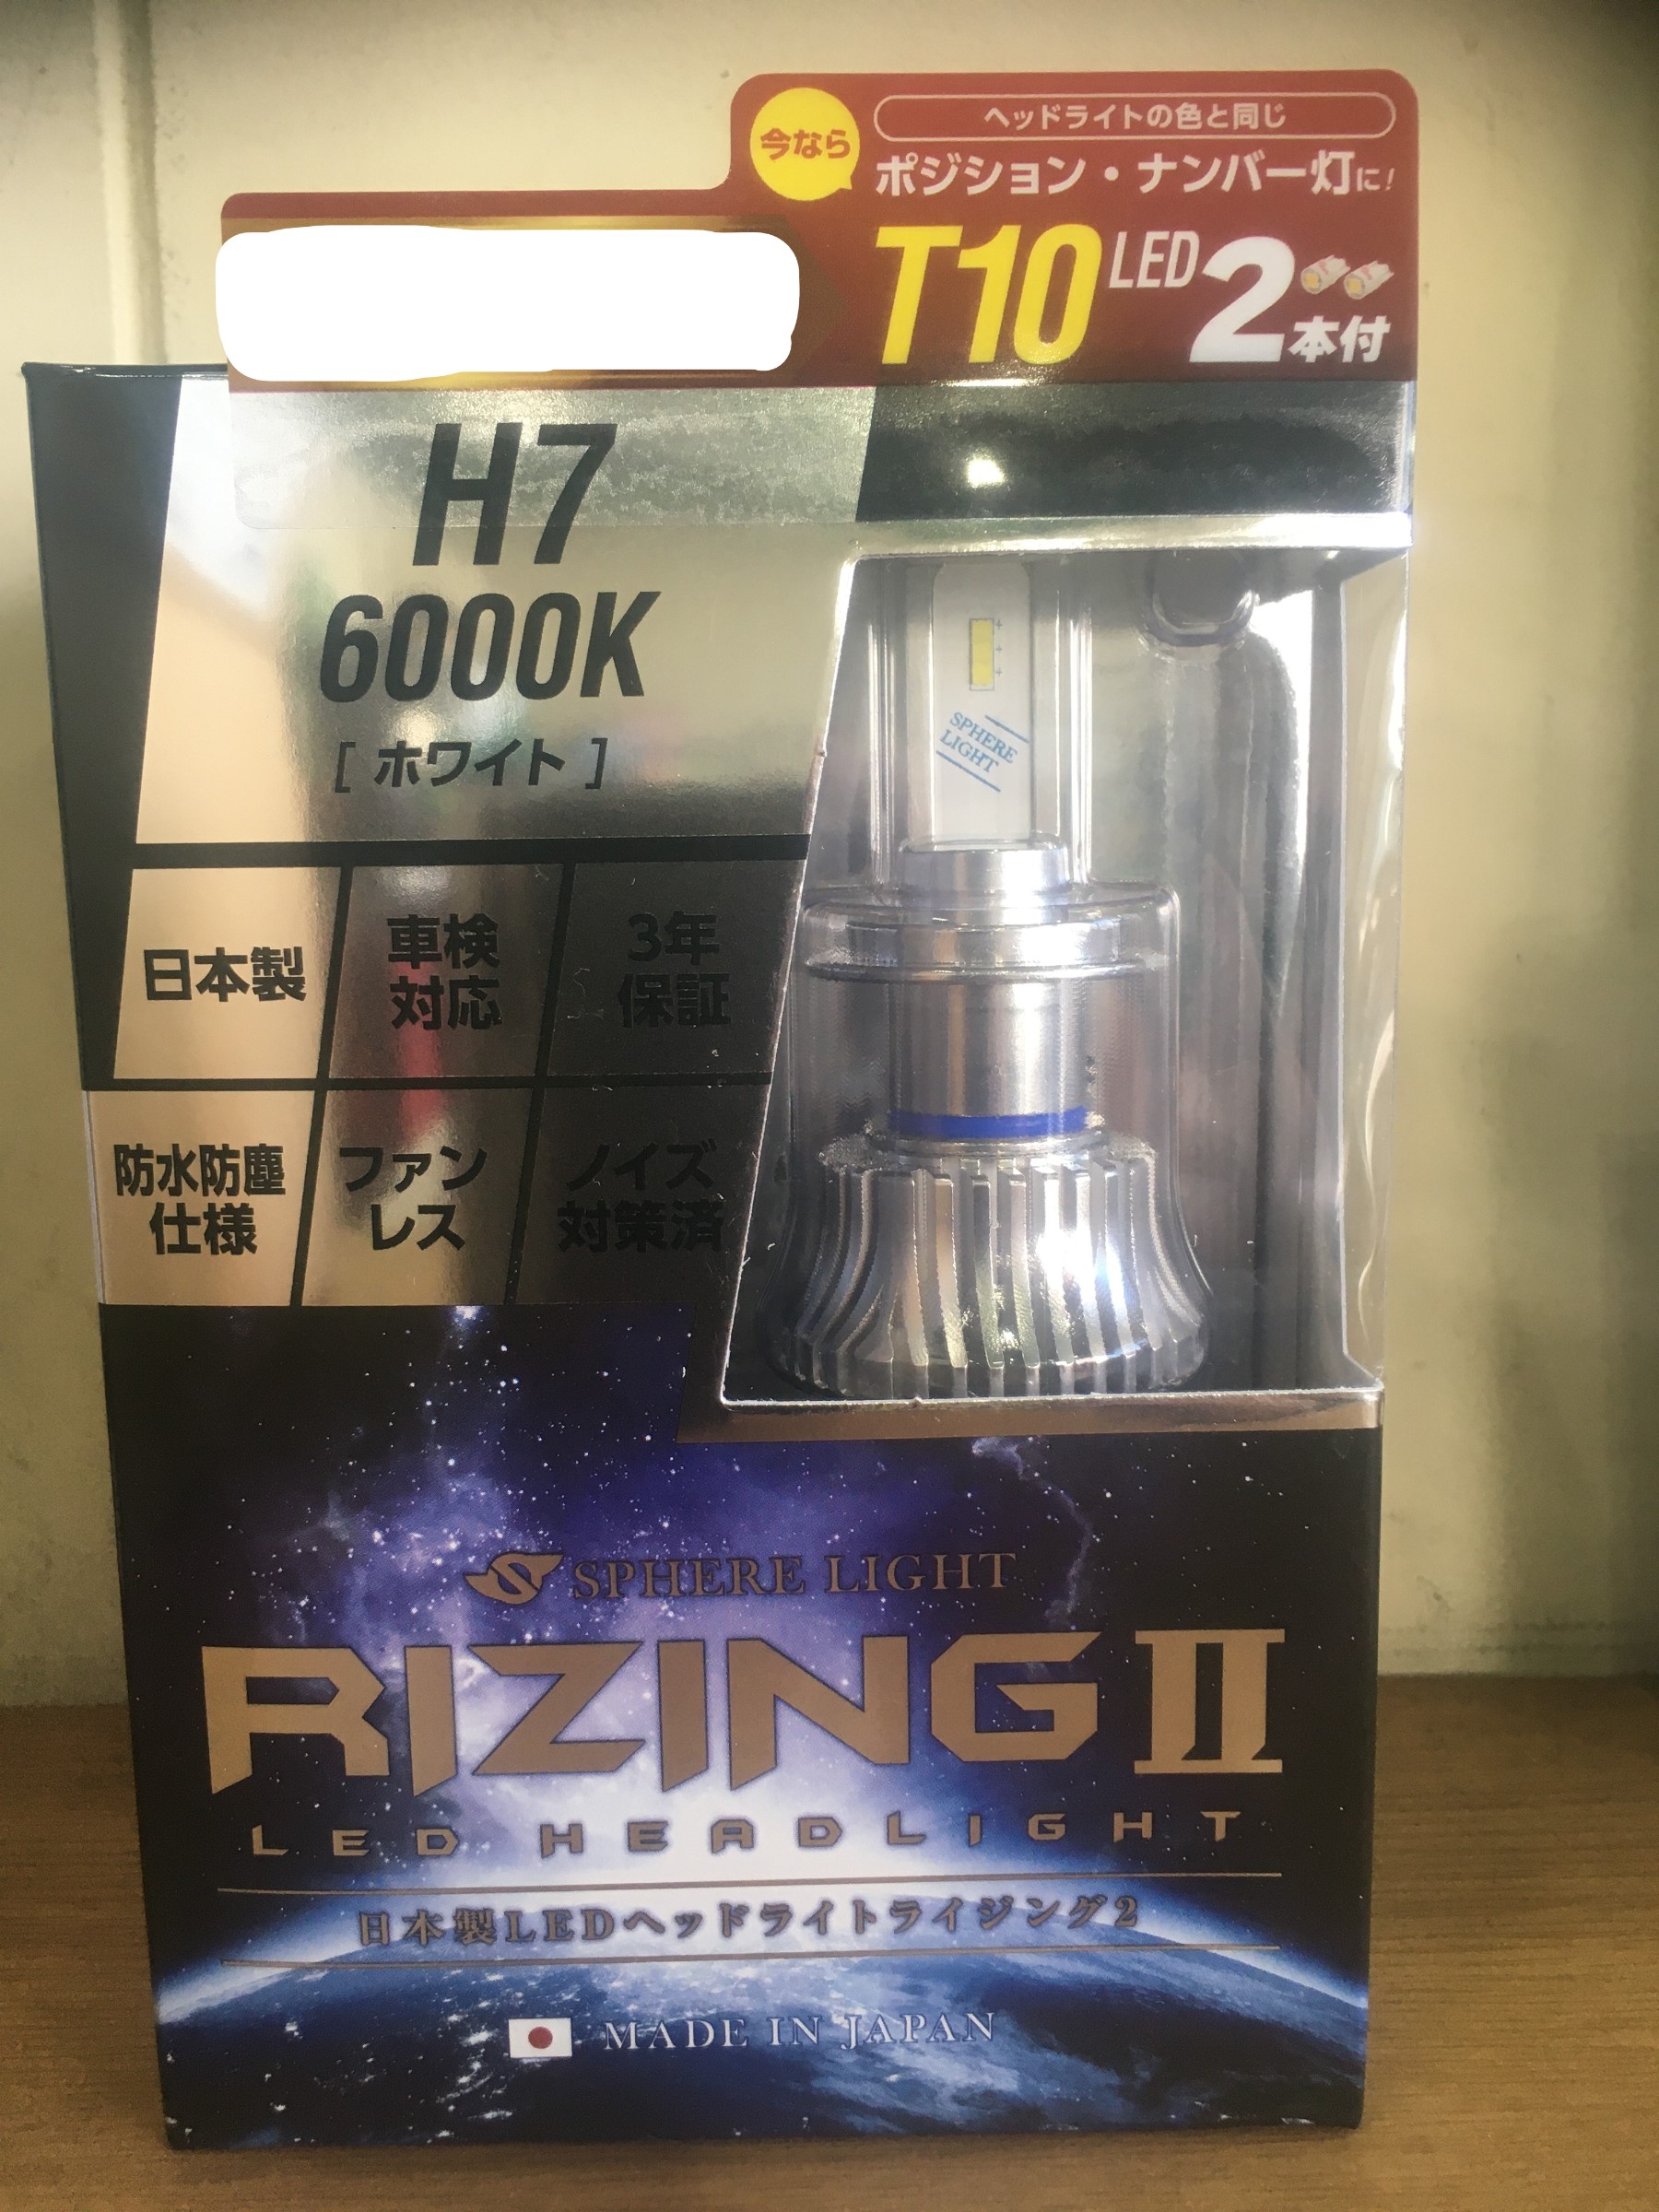 今なら
ヘッドライトの色と同じ
ポジション・ナンバー灯に!
T10 LED 2本付
H7
6000K
[ ホワイト ]
SPHERE
LIGHT
日本製
車検
対応
3年
保証
防水防塵
仕様
ファン
レス
ノイズ
対策済
SPHERE LIGHT
RIZING II
LED HEADLIGHT
日本製LEDヘッドライトライジング2
MADE IN JAPAN